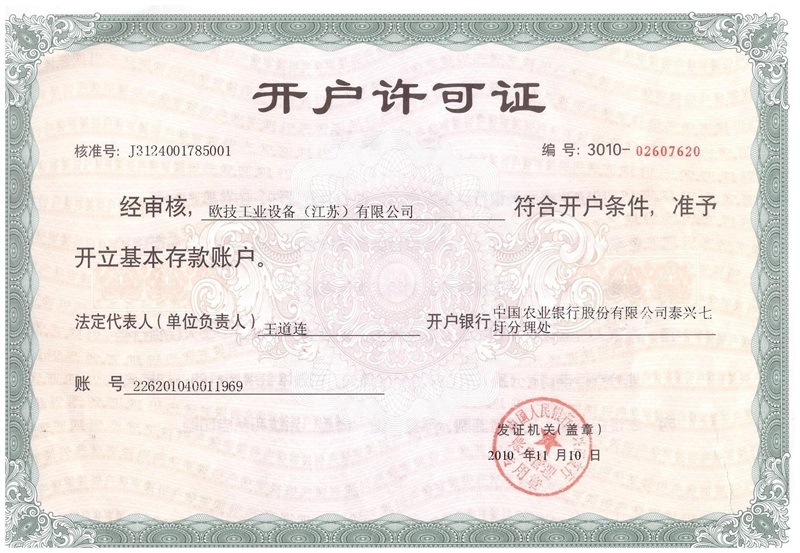 开户许可证
核准号: J3124001785001 编 号: 3010-02607620
经审核, 欧技工业设备（江苏）有限公司 符合开户条件, 准予
开立基本存款账户。
法定代表人(单位负责人) 王道连 开户银行 中国农业银行股份有限公司泰兴七
圩分理处
账 号 226201040011969
发证机关(盖章)
2010 年 11 月 10 日